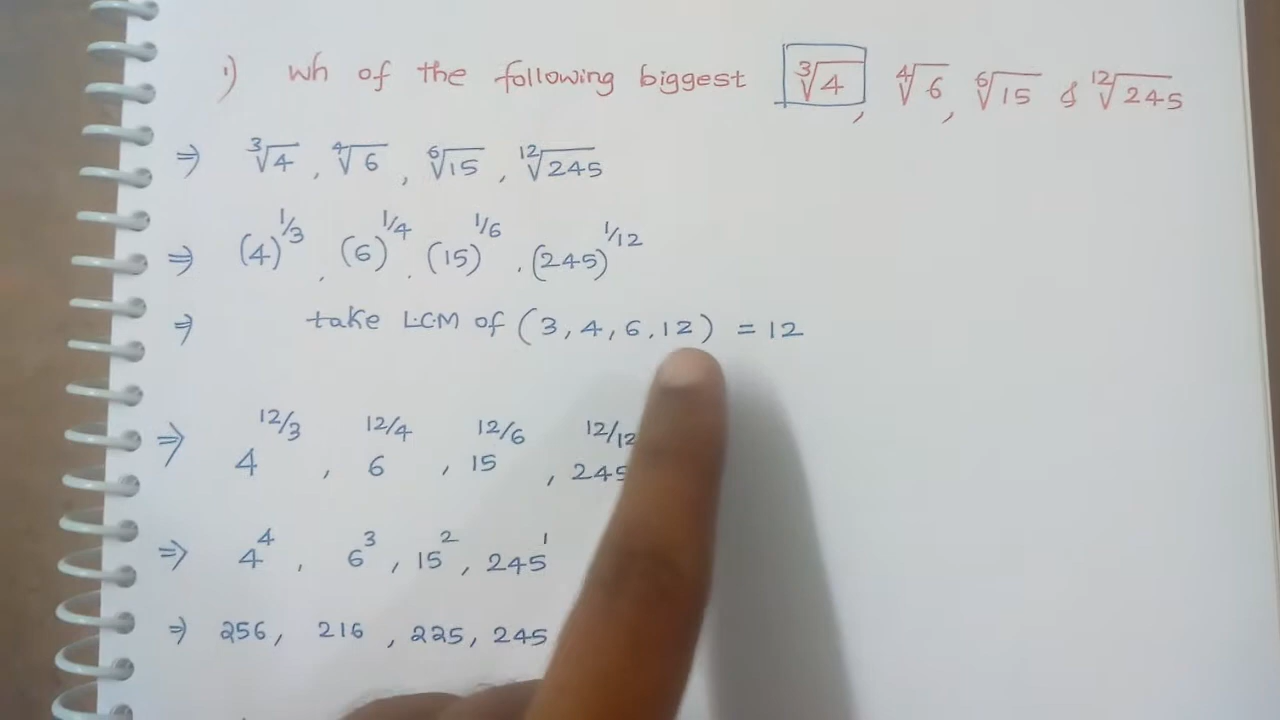 1) wh of the following biggest ∛4, ∜6, ⁶√15 & ¹²√245
⇒ ∛4, ∜6, ⁶√15, ¹²√245
⇒ (4)^1/3, (6)^1/4, (15)^1/6, (245)^1/12
⇒ take LCM of (3, 4, 6, 12) = 12
⇒ 4^12/3, 6^12/4, 15^12/6, 245^12/12
⇒ 4^4, 6^3, 15^2, 245^1
⇒ 256, 216, 225, 245